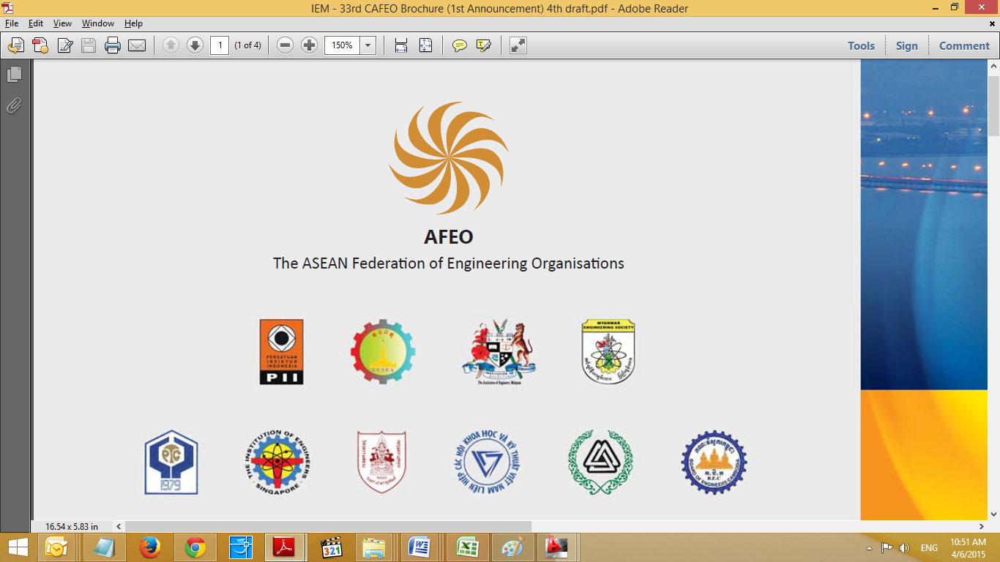 IEM - 33rd CAFEO Brochure (1st Announcement) 4th draft.pdf - Adobe Reader
File Edit View Window Help
1 (1 of 4) 150% Tools Sign Comment
AFEO
The ASEAN Federation of Engineering Organisations
PERSATUAN
INSINYUR
INDONESIA
PII
The Institution of Engineers, Malaysia
MYANMAR
ENGINEERING SOCIETY
1979
THE INSTITUTION OF ENGINEERS
- SINGAPORE -
LIÊN HIỆP CÁC HỘI KHOA HỌC VÀ KỸ THUẬT VIỆT NAM
BOARD OF ENGINEERS CAMBODIA
B.E.C
16.54 x 5.83 in
321
ENG
10:51 AM
4/6/2015